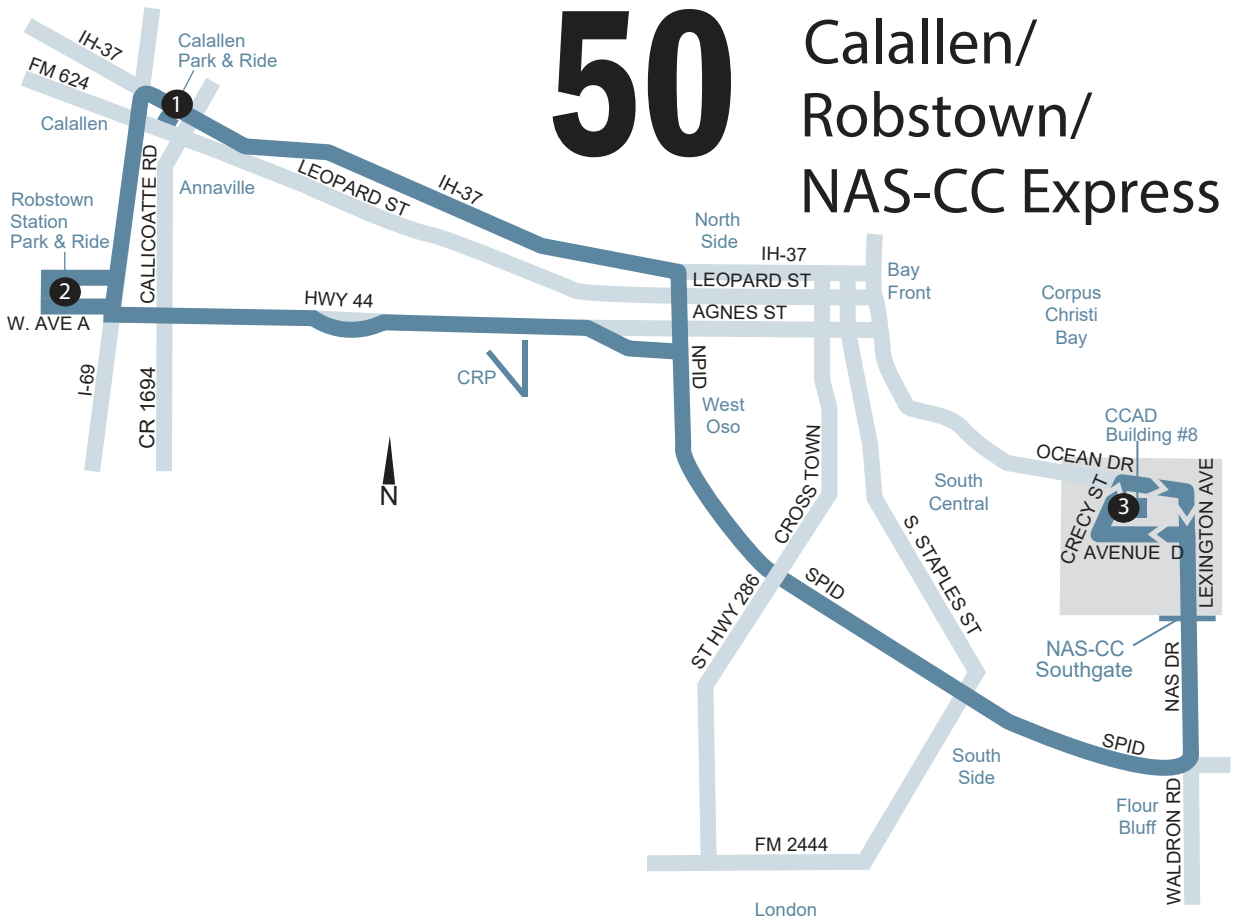 50
Calallen/
Robstown/
NAS-CC Express
IH-37
Calallen
Park & Ride
FM 624
1
Calallen
CALLICOATTE RD
Annaville
LEOPARD ST
IH-37
Robstown
Station
Park & Ride
2
W. AVE A
HWY 44
North
Side
IH-37
LEOPARD ST
AGNES ST
Bay
Front
Corpus
Christi
Bay
I-69
CR 1694
CRP
NPID
West
Oso
N
CROSS TOWN
South
Central
OCEAN DR
CCAD
Building #8
CRECY ST
3
AVENUE D
LEXINGTON AVE
ST HWY 286
SPID
S. STAPLES ST
NAS-CC
Southgate
NAS DR
SPID
South
Side
Flour
Bluff
WALDRON RD
FM 2444
London